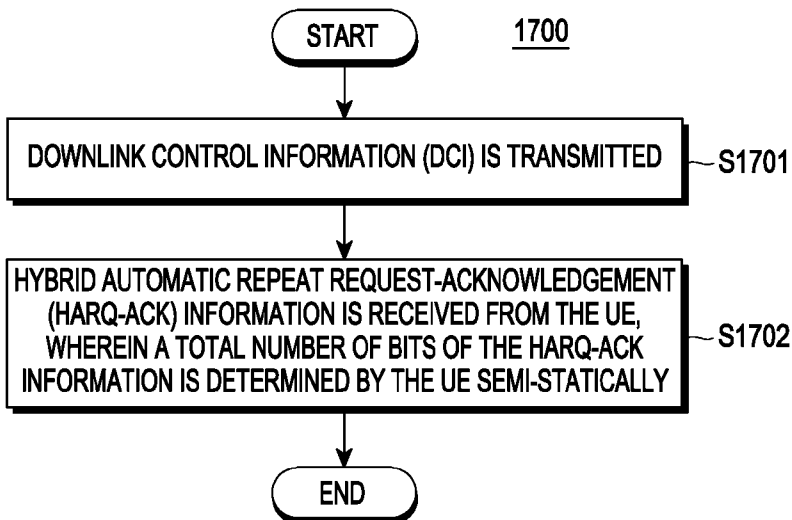 START
1700
DOWNLINK CONTROL INFORMATION (DCI) IS TRANSMITTED
S1701
HYBRID AUTOMATIC REPEAT REQUEST-ACKNOWLEDGEMENT
(HARQ-ACK) INFORMATION IS RECEIVED FROM THE UE,
WHEREIN A TOTAL NUMBER OF BITS OF THE HARQ-ACK
INFORMATION IS DETERMINED BY THE UE SEMI-STATICALLY
S1702
END